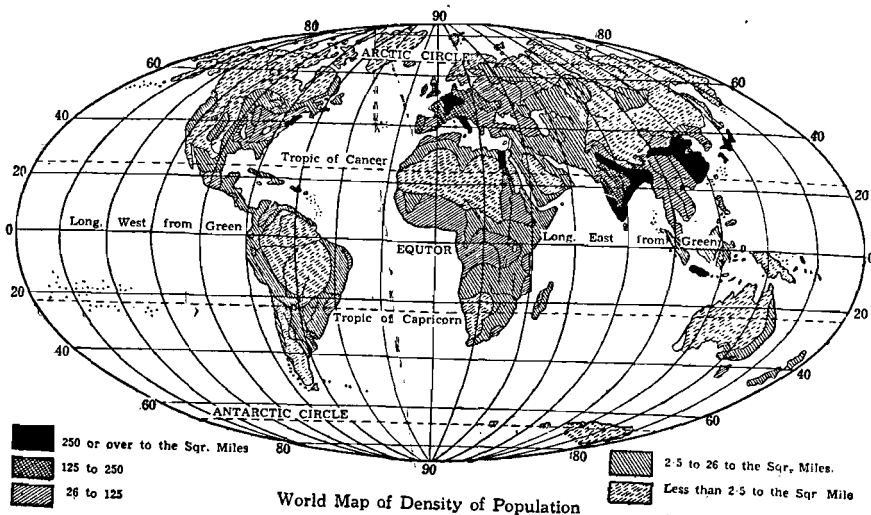 90
80 80
60 ARCTIC CIRCLE 60
40 40
Tropic of Cancer
20 20
Long. West from Green Long. East from Green
0 EQUTOR 0 0
20 20
Tropic of Capricorn
40 40
60 ANTARCTIC CIRCLE 60
80 80
90
250 or over to the Sqr. Miles
125 to 250
26 to 125
2·5 to 26 to the Sqr. Miles.
Less than 2·5 to the Sqr Mile
World Map of Density of Population